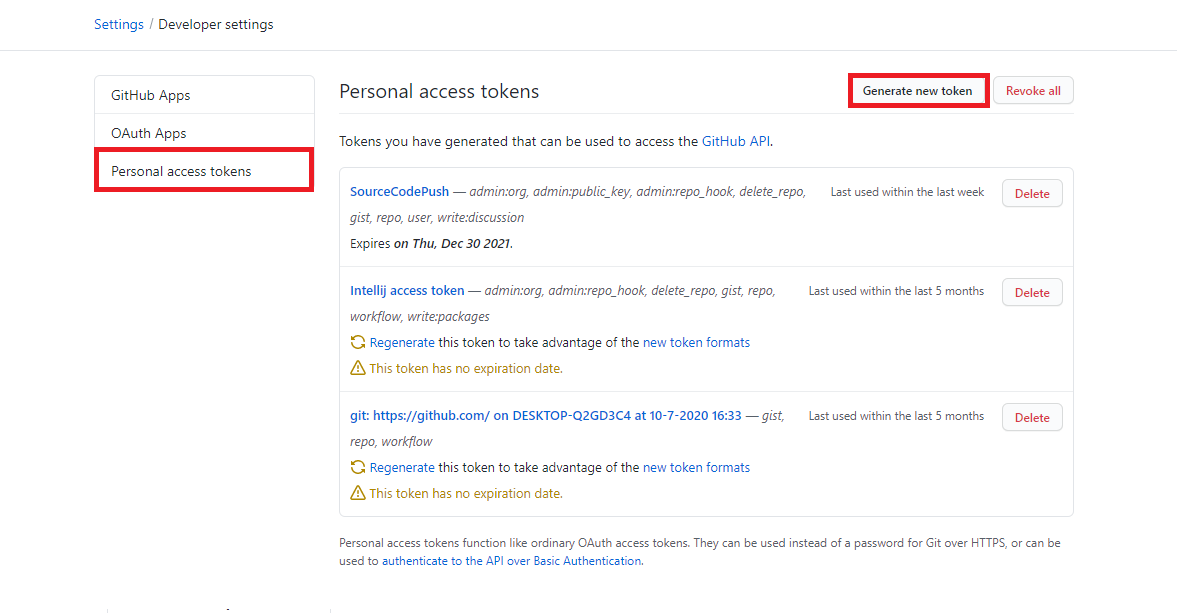 Settings / Developer settings
GitHub Apps
OAuth Apps
Personal access tokens
Personal access tokens
Generate new token
Revoke all
Tokens you have generated that can be used to access the GitHub API.
SourceCodePush — admin:org, admin:public_key, admin:repo_hook, delete_repo,
gist, repo, user, write:discussion
Last used within the last week
Delete
Expires on Thu, Dec 30 2021.
Intellij access token — admin:org, admin:repo_hook, delete_repo, gist, repo,
workflow, write:packages
Last used within the last 5 months
Delete
Regenerate this token to take advantage of the new token formats
This token has no expiration date.
git: https://github.com/ on DESKTOP-Q2GD3C4 at 10-7-2020 16:33 — gist,
repo, workflow
Last used within the last 5 months
Delete
Regenerate this token to take advantage of the new token formats
This token has no expiration date.
Personal access tokens function like ordinary OAuth access tokens. They can be used instead of a password for Git over HTTPS, or can be
used to authenticate to the API over Basic Authentication.